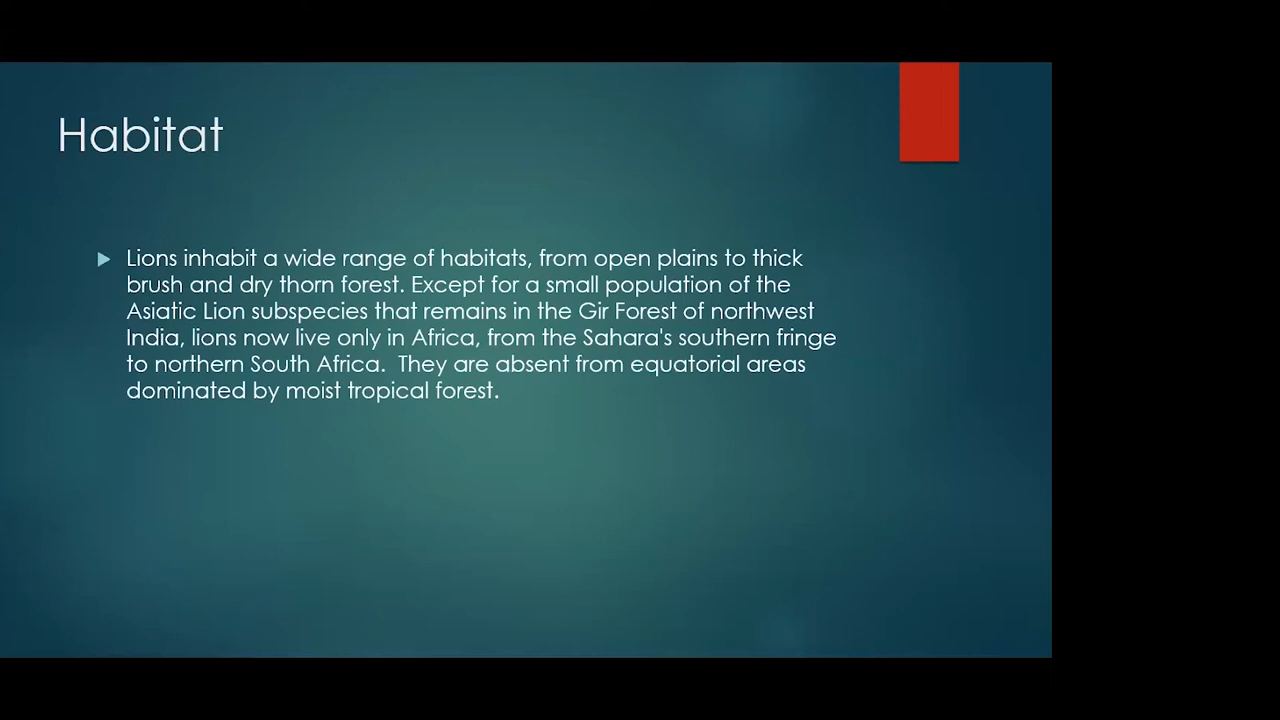 Habitat
Lions inhabit a wide range of habitats, from open plains to thick
brush and dry thorn forest. Except for a small population of the
Asiatic Lion subspecies that remains in the Gir Forest of northwest
India, lions now live only in Africa, from the Sahara's southern fringe
to northern South Africa.  They are absent from equatorial areas
dominated by moist tropical forest.